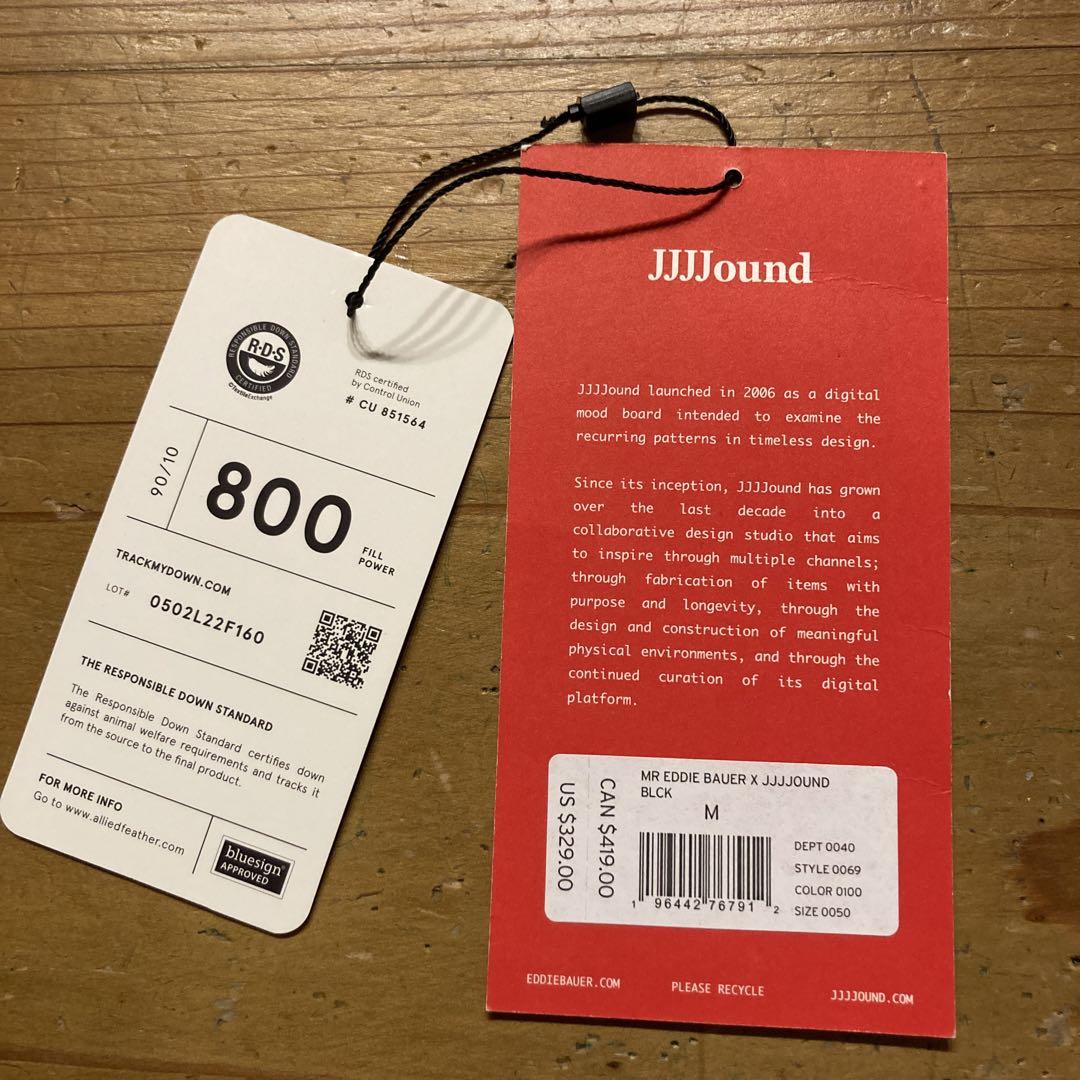 RESPONSIBLE DOWN STANDARD
R·D·S
CERTIFIED
©TextileExchange
RDS certified
by Control Union
# CU 851564
90/10
800
FILL
POWER
TRACKMYDOWN.COM
LOT# 0502L22F160
THE RESPONSIBLE DOWN STANDARD
The Responsible Down Standard certifies down
against animal welfare requirements and tracks it
from the source to the final product.
FOR MORE INFO
Go to www.alliedfeather.com
bluesign®
APPROVED
JJJJound
JJJJound launched in 2006 as a digital
mood board intended to examine the
recurring patterns in timeless design.
Since its inception, JJJJound has grown
over the last decade into a
collaborative design studio that aims
to inspire through multiple channels;
through fabrication of items with
purpose and longevity, through the
design and construction of meaningful
physical environments, and through the
continued curation of its digital
platform.
CAN $419.00
US $329.00
MR EDDIE BAUER X JJJJOUND
BLCK
M
1 96442 76791 2
DEPT 0040
STYLE 0069
COLOR 0100
SIZE 0050
EDDIEBAUER.COM
PLEASE RECYCLE
JJJJOUND.COM